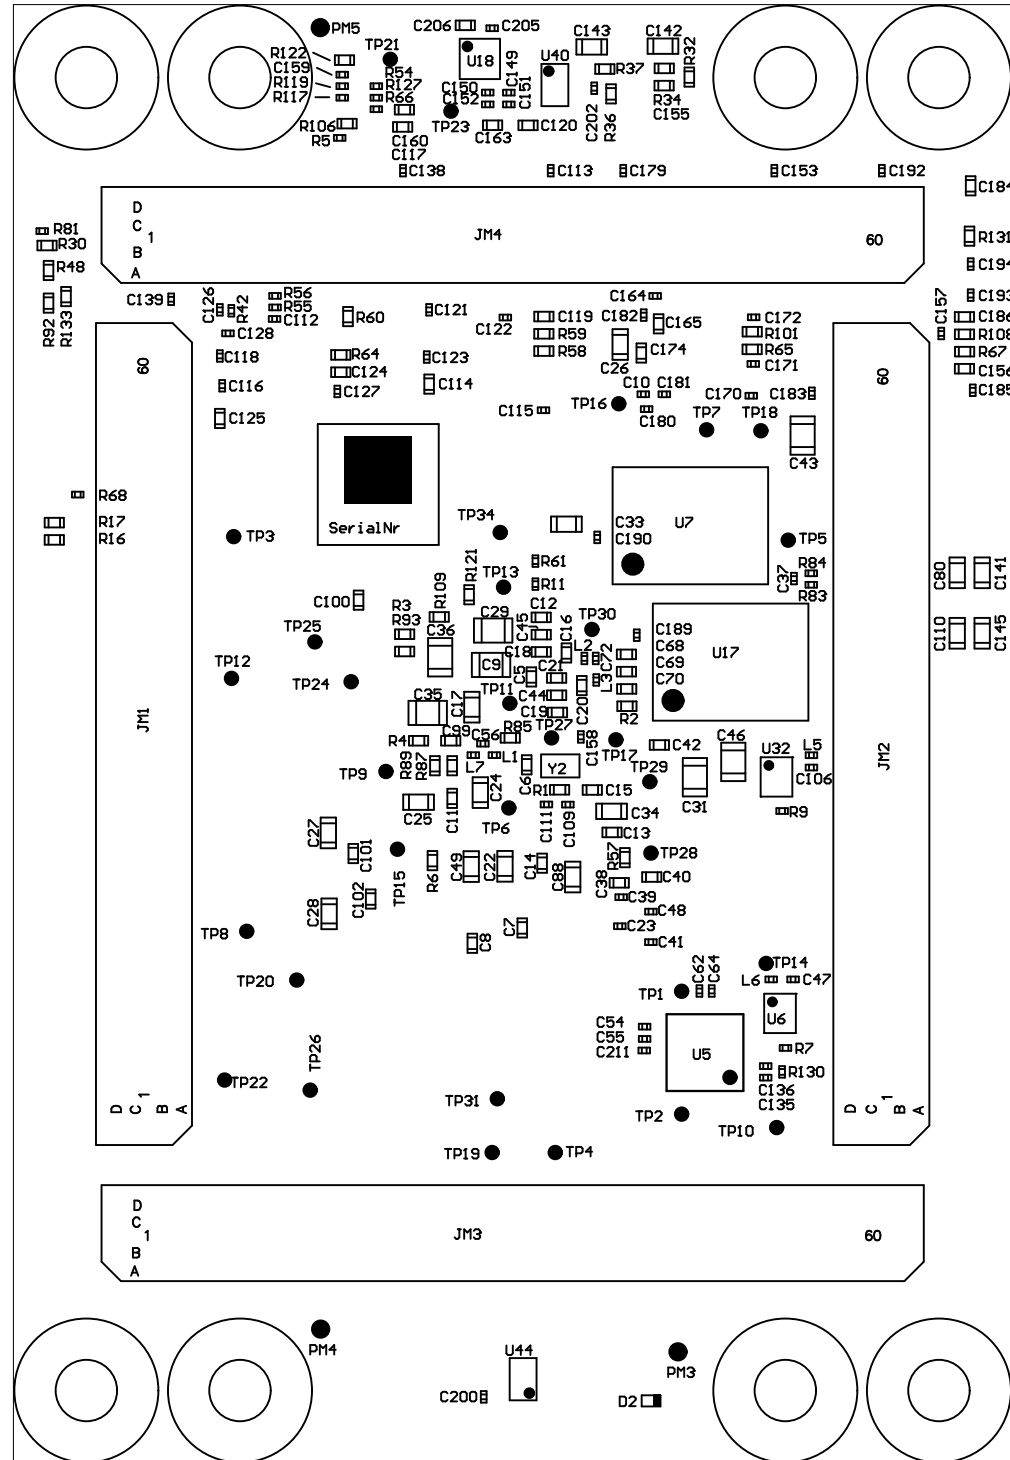 PM5
C206
C205
C143
C142
R122
TP21
U18
C149
U40
R37
R32
C159
R54
R119
R127
C150
C151
R117
R66
C152
C202
R36
R34
C155
R106
TP23
R5
C160
C163
C120
C117
C138
C113
C179
C153
C192
C184
D
C
1
B
A
JM4
60
R81
R30
R48
R131
C194
C139
C126
R42
R56
R55
C112
R60
C121
C122
C119
C164
C182
C165
C172
C157
C193
C186
R92
R133
C128
R59
R101
R108
C118
R64
C123
R58
C26
C174
R65
R67
60
C124
C171
C156
C116
C127
C114
C10
C181
C170
C183
60
C185
C125
C115
TP16
C180
TP7
TP18
C43
R68
SerialNr
R17
R16
TP3
TP34
C33
C190
U7
TP5
R61
R121
TP13
R11
C37
R84
R83
C80
C141
C100
R3
R109
R93
C29
C12
C45
TP30
C16
C110
C145
TP25
C36
C18
L2
C72
C189
C68
C69
C70
U17
C9
C5
C21
TP12
TP24
TP11
C44
C20
L3
C35
C17
C19
R2
JM1
R4
C99
C56
R85
TP27
C158
TP17
C42
C46
U32
L5
JM2
R89
R87
L7
L1
C6
Y2
C106
TP9
TP29
C24
R1
C15
C31
C25
C11
TP6
C111
C109
C34
R9
C27
C13
C101
TP15
R6
C49
C22
C14
C88
R57
TP28
C38
C40
C102
C39
C28
C48
C7
C23
TP8
C8
C41
TP14
TP20
C62
C64
L6
C47
TP1
U6
TP26
C54
C55
C211
U5
R7
TP22
R130
C136
C135
D
C
1
B
A
TP31
TP2
TP10
D
C
1
B
A
TP19
TP4
D
C
1
B
A
JM3
60
PM4
U44
PM3
C200
D2